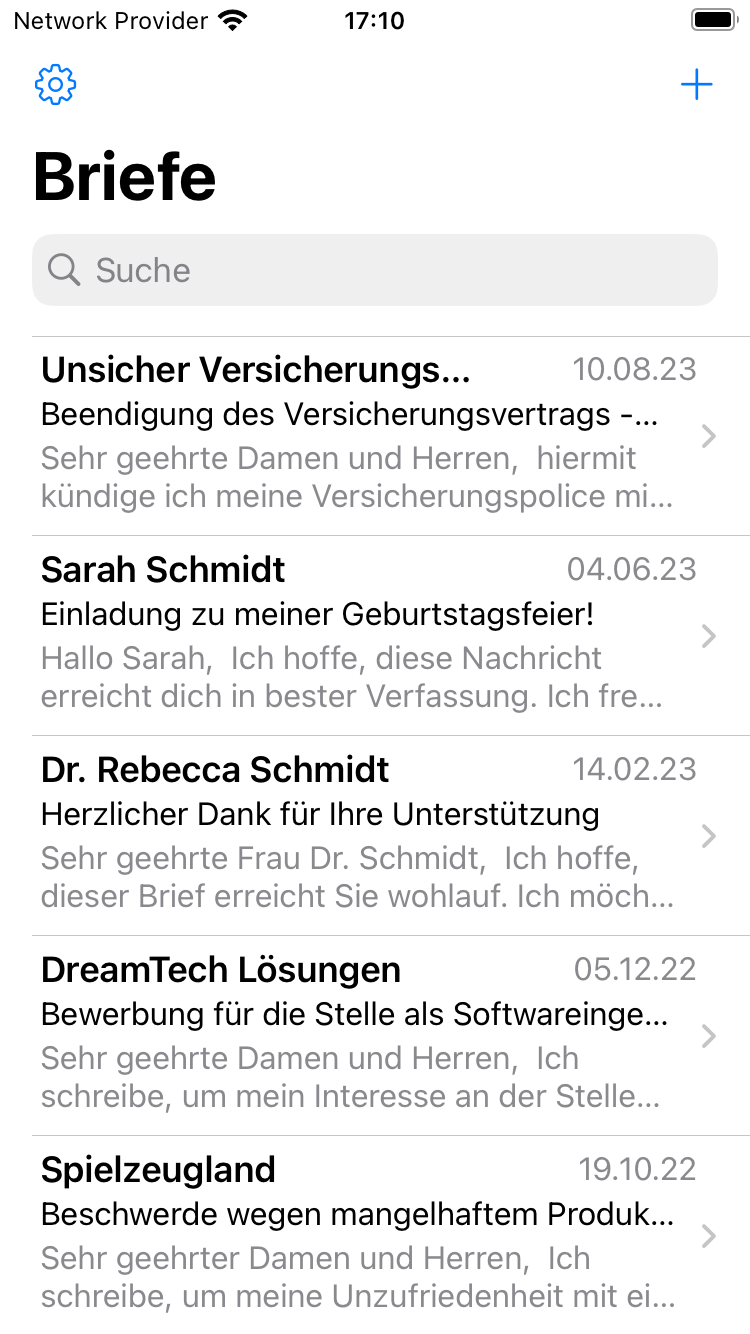 Network Provider 17:10
Briefe
Suche
Unsicher Versicherungs... 10.08.23
Beendigung des Versicherungsvertrags -...
Sehr geehrte Damen und Herren,  hiermit
kündige ich meine Versicherungspolice mi...
Sarah Schmidt 04.06.23
Einladung zu meiner Geburtstagsfeier!
Hallo Sarah,  Ich hoffe, diese Nachricht
erreicht dich in bester Verfassung. Ich fre...
Dr. Rebecca Schmidt 14.02.23
Herzlicher Dank für Ihre Unterstützung
Sehr geehrte Frau Dr. Schmidt,  Ich hoffe,
dieser Brief erreicht Sie wohlauf. Ich möch...
DreamTech Lösungen 05.12.22
Bewerbung für die Stelle als Softwareinge...
Sehr geehrte Damen und Herren,  Ich
schreibe, um mein Interesse an der Stelle...
Spielzeugland 19.10.22
Beschwerde wegen mangelhaftem Produk...
Sehr geehrter Damen und Herren,  Ich
schreibe, um meine Unzufriedenheit mit ei...